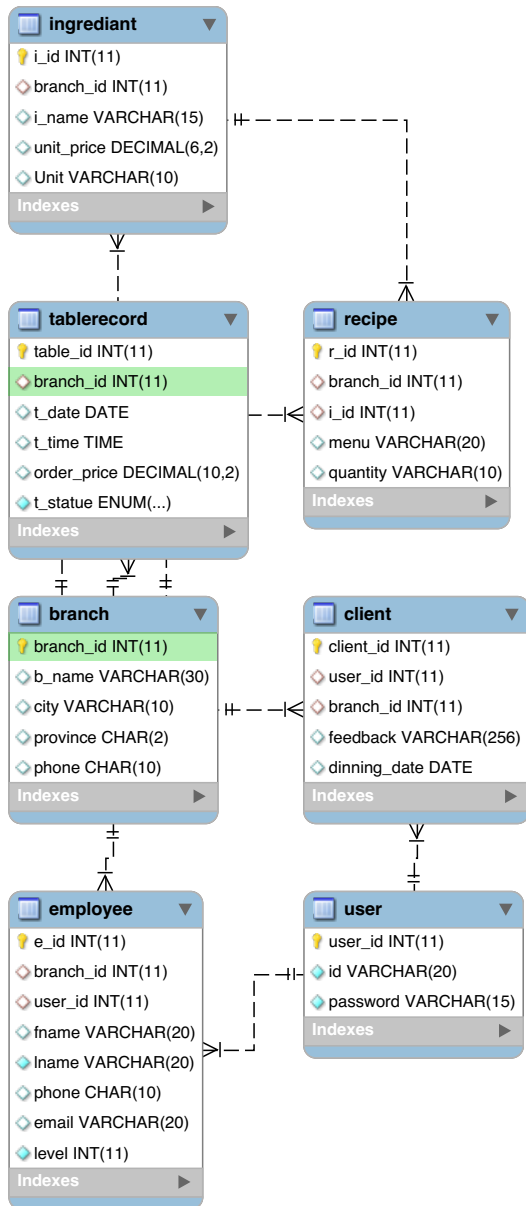 ingrediant
i_id INT(11)
branch_id INT(11)
i_name VARCHAR(15)
unit_price DECIMAL(6,2)
Unit VARCHAR(10)
Indexes
tablerecord
table_id INT(11)
branch_id INT(11)
t_date DATE
t_time TIME
order_price DECIMAL(10,2)
t_statue ENUM(...)
Indexes
recipe
r_id INT(11)
branch_id INT(11)
i_id INT(11)
menu VARCHAR(20)
quantity VARCHAR(10)
Indexes
branch
branch_id INT(11)
b_name VARCHAR(30)
city VARCHAR(10)
province CHAR(2)
phone CHAR(10)
Indexes
client
client_id INT(11)
user_id INT(11)
branch_id INT(11)
feedback VARCHAR(256)
dinning_date DATE
Indexes
employee
e_id INT(11)
branch_id INT(11)
user_id INT(11)
fname VARCHAR(20)
lname VARCHAR(20)
phone CHAR(10)
email VARCHAR(20)
level INT(11)
Indexes
user
user_id INT(11)
id VARCHAR(20)
password VARCHAR(15)
Indexes